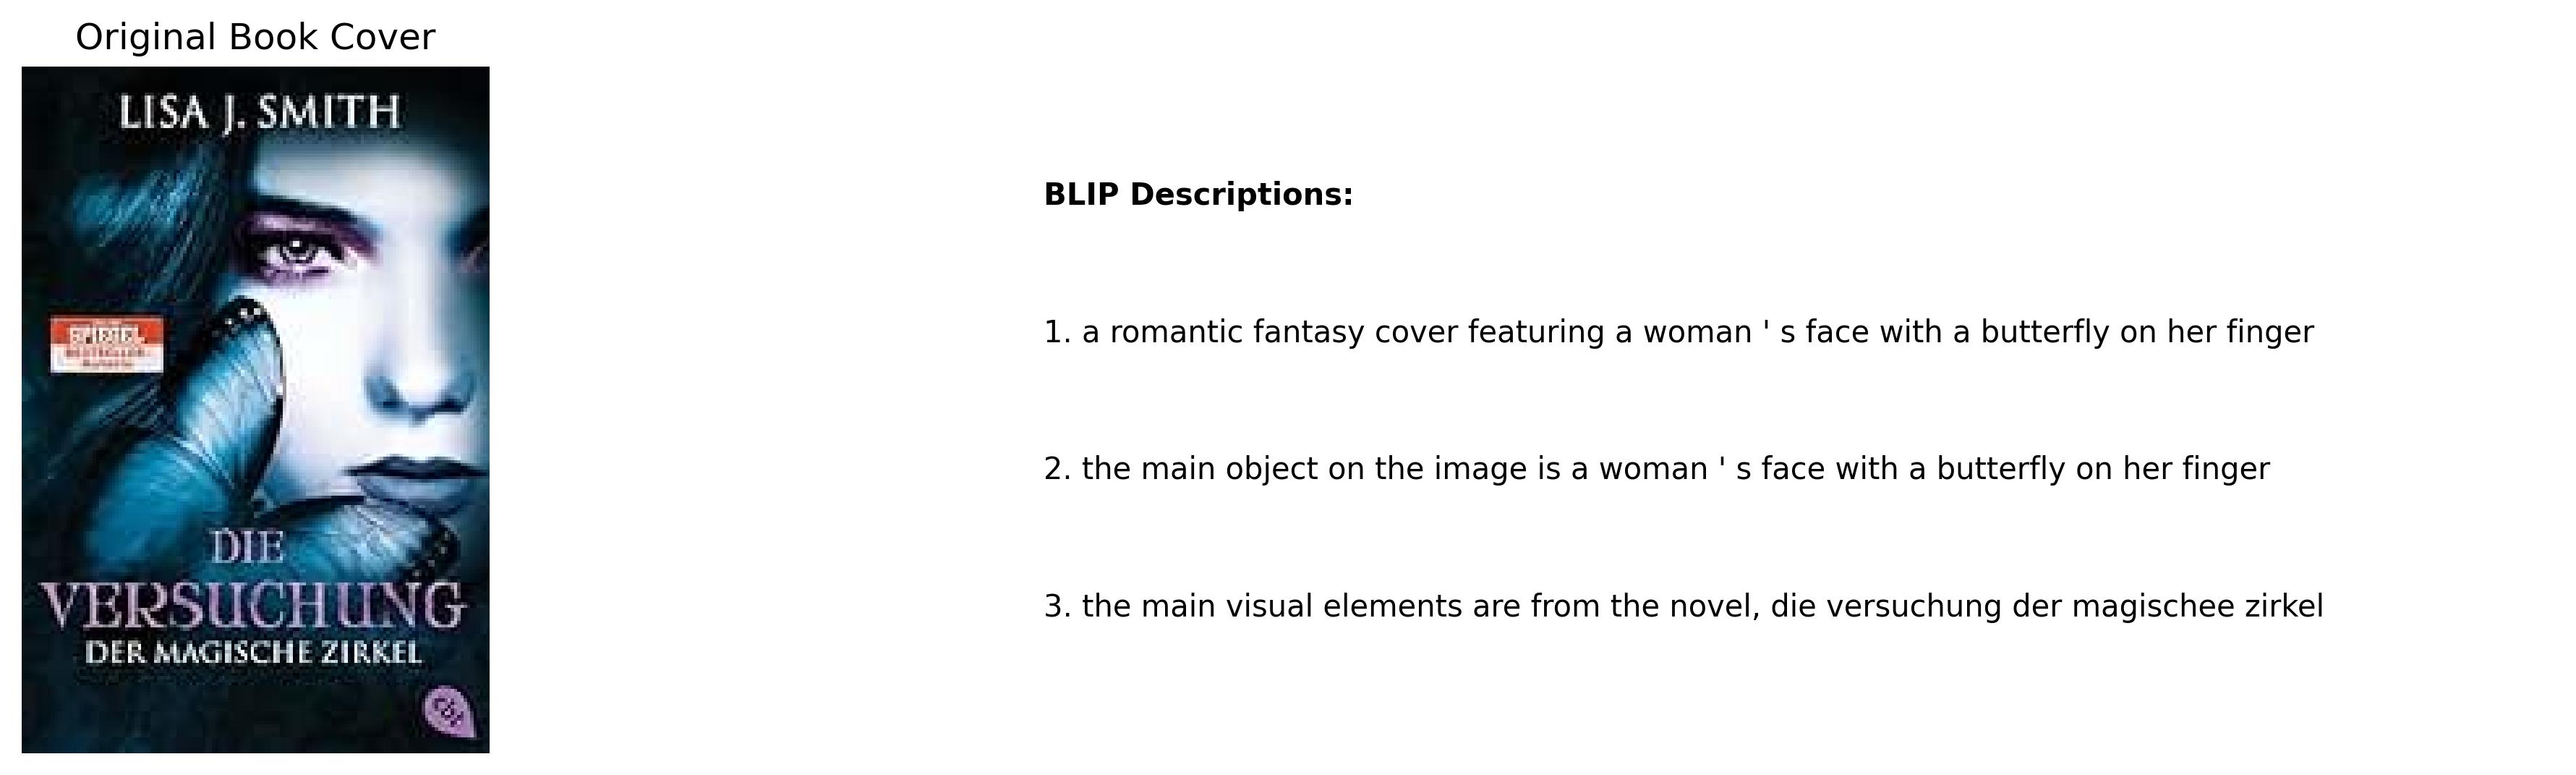 Original Book Cover
LISA J. SMITH
SPIEGEL
BESTELLER
DIE
VERSUCHUNG
DER MAGISCHE ZIRKEL
cbt
BLIP Descriptions:
1. a romantic fantasy cover featuring a woman ' s face with a butterfly on her finger
2. the main object on the image is a woman ' s face with a butterfly on her finger
3. the main visual elements are from the novel, die versuchung der magischee zirkel